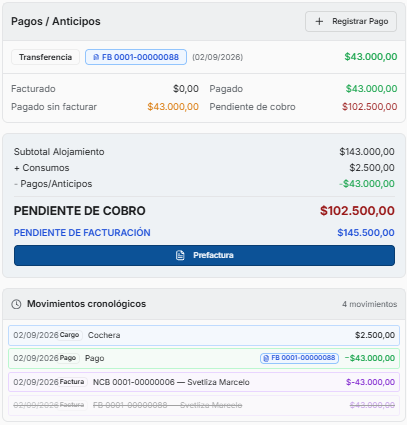 Pagos / Anticipos
+ Registrar Pago
Transferencia FB 0001-00000088 (02/09/2026) $43.000,00
Facturado $0,00 Pagado $43.000,00
Pagado sin facturar $43.000,00 Pendiente de cobro $102.500,00
Subtotal Alojamiento $143.000,00
+ Consumos $2.500,00
- Pagos/Anticipos -$43.000,00
PENDIENTE DE COBRO $102.500,00
PENDIENTE DE FACTURACIÓN $145.500,00
Prefactura
Movimientos cronológicos 4 movimientos
02/09/2026 Cargo Cochera $2.500,00
02/09/2026 Pago Pago FB 0001-00000088 -$43.000,00
02/09/2026 Factura NCB 0001-00000006 — Svetliza Marcelo $-43.000,00
02/09/2026 Factura FB 0001-00000088 — Svetliza Marcelo $43.000,00